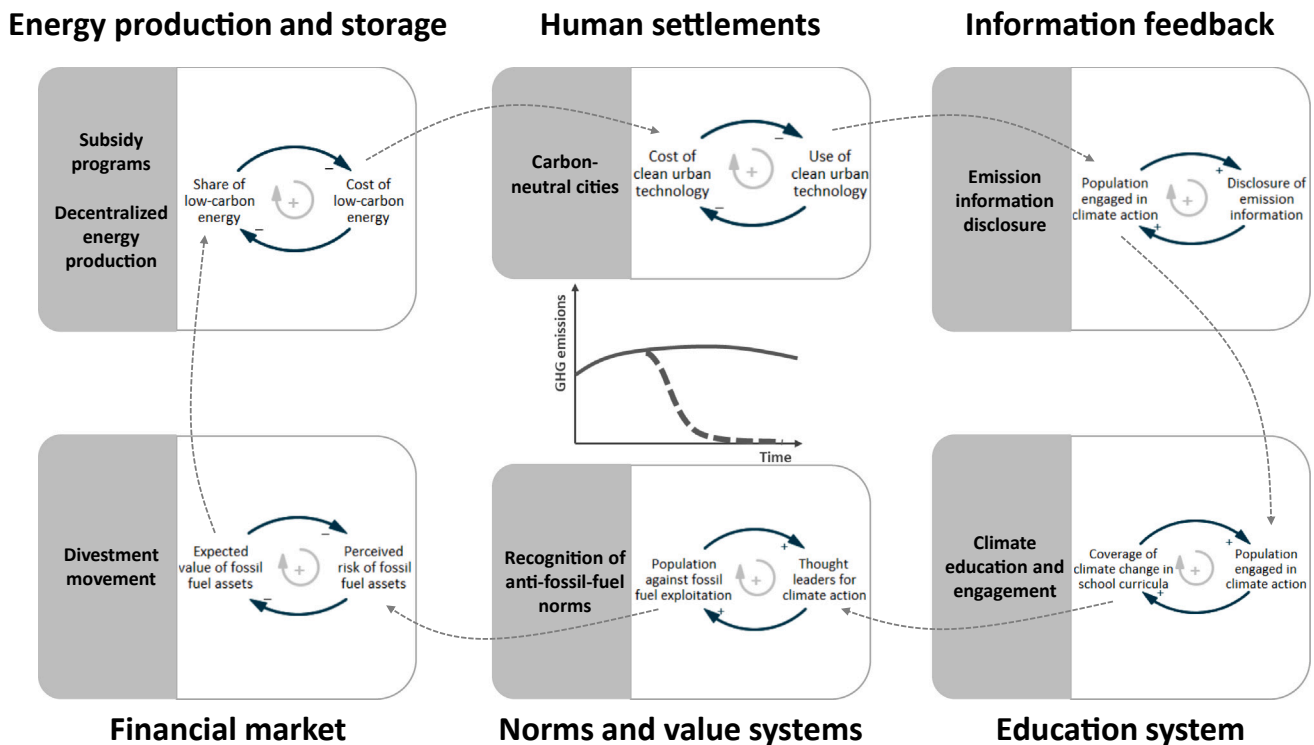 Energy production and storage
Human settlements
Information feedback
Subsidy
programs
Decentralized
energy
production
Share of
low-carbon
energy
−
−
+
Cost of
low-carbon
energy
Carbon-
neutral cities
Cost of
clean urban
technology
−
−
+
Use of
clean urban
technology
Emission
information
disclosure
Population
engaged in
climate action
+
+
+
Disclosure of
emission
information
GHG emissions
Time
Divestment
movement
Expected
value of fossil
fuel assets
−
−
+
Perceived
risk of fossil
fuel assets
Recognition of
anti-fossil-fuel
norms
Population
against fossil
fuel exploitation
+
+
+
Thought
leaders for
climate action
Climate
education and
engagement
Coverage of
climate change in
school curricula
+
+
+
Population
engaged in
climate action
Financial market
Norms and value systems
Education system